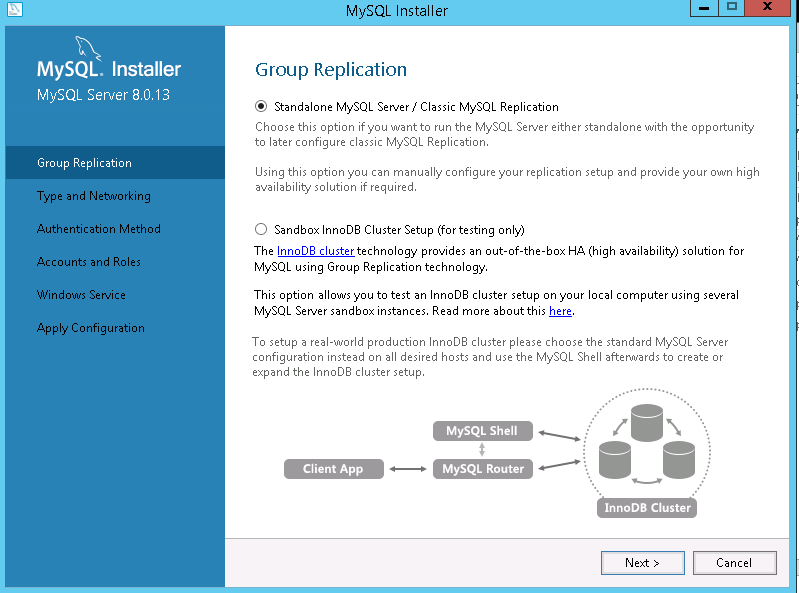 MySQL Installer
MySQL. Installer
MySQL Server 8.0.13
Group Replication
Type and Networking
Authentication Method
Accounts and Roles
Windows Service
Apply Configuration
Group Replication
Standalone MySQL Server / Classic MySQL Replication
Choose this option if you want to run the MySQL Server either standalone with the opportunity
to later configure classic MySQL Replication.
Using this option you can manually configure your replication setup and provide your own high
availability solution if required.
Sandbox InnoDB Cluster Setup (for testing only)
The InnoDB cluster technology provides an out-of-the-box HA (high availability) solution for
MySQL using Group Replication technology.
This option allows you to test an InnoDB cluster setup on your local computer using several
MySQL Server sandbox instances. Read more about this here.
To setup a real-world production InnoDB cluster please choose the standard MySQL Server
configuration instead on all desired hosts and use the MySQL Shell afterwards to create or
expand the InnoDB cluster setup.
MySQL Shell
Client App
MySQL Router
InnoDB Cluster
Next >
Cancel